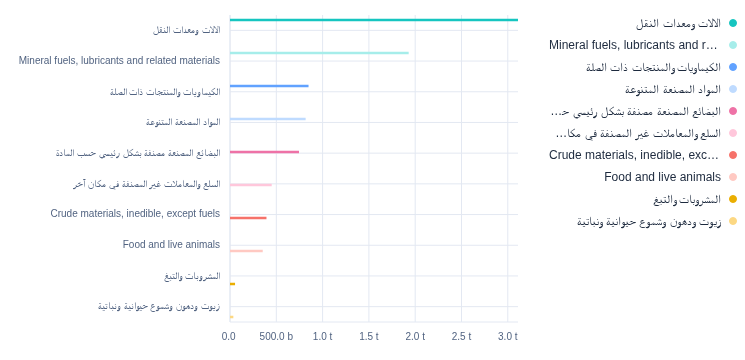 الآلات ومعدات النقل
Mineral fuels, lubricants and related materials
الكيماويات والمنتجات ذات الصلة
المواد المصنعة المتنوعة
البضائع المصنعة مصنفة بشكل رئيسي حسب المادة
السلع والمعاملات غير المصنفة في مكان آخر
Crude materials, inedible, except fuels
Food and live animals
المشروبات والتبغ
زيوت ودهون وشموع حيوانية ونباتية
0.0 500.0 b 1.0 t 1.5 t 2.0 t 2.5 t 3.0 t
الآلات ومعدات النقل
Mineral fuels, lubricants and r...
الكيماويات والمنتجات ذات الصلة
المواد المصنعة المتنوعة
البضائع المصنعة مصنفة بشكل رئيسي حـ...
السلع والمعاملات غير المصنفة في مكا...
Crude materials, inedible, exc...
Food and live animals
المشروبات والتبغ
زيوت ودهون وشموع حيوانية ونباتية